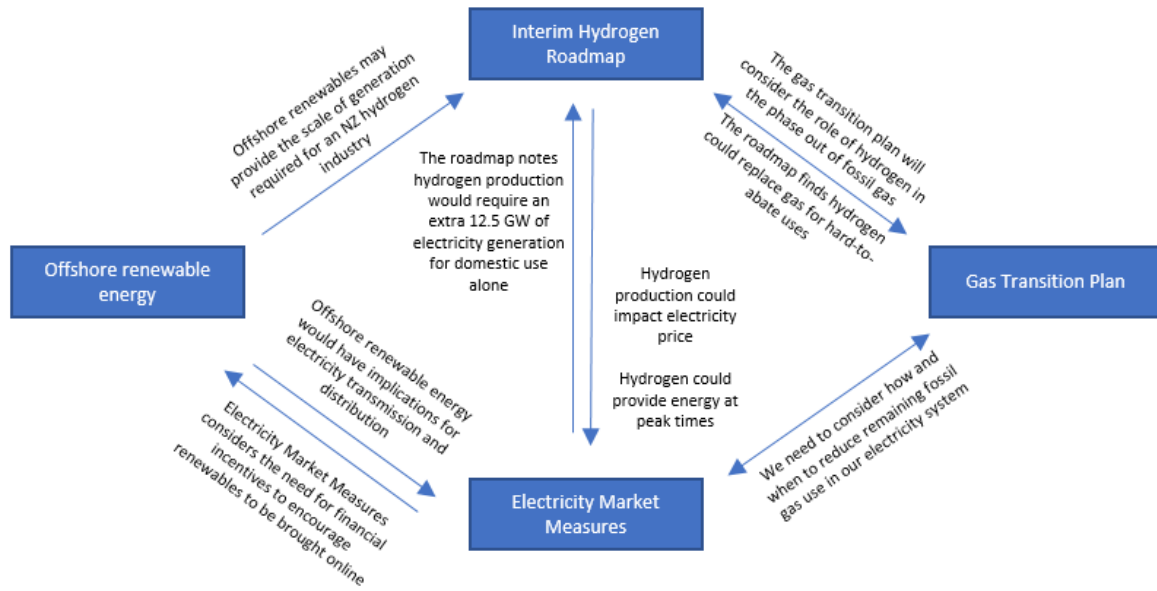 Interim Hydrogen
Roadmap
Offshore renewables may
provide the scale of generation
required for an NZ hydrogen
industry
The gas transition plan will
consider the role of hydrogen in
the phase out of fossil gas
The roadmap finds hydrogen
could replace gas for hard-to-
abate uses
The roadmap notes
hydrogen production
would require an
extra 12.5 GW of
electricity generation
for domestic use
alone
Hydrogen
production could
impact electricity
price
Hydrogen could
provide energy at
peak times
Offshore renewable
energy
Gas Transition Plan
Offshore renewable energy
would have implications for
electricity transmission and
distribution
Electricity Market Measures
considers the need for financial
incentives to encourage
renewables to be brought online
We need to consider how and
when to reduce remaining fossil
gas use in our electricity system
Electricity Market
Measures